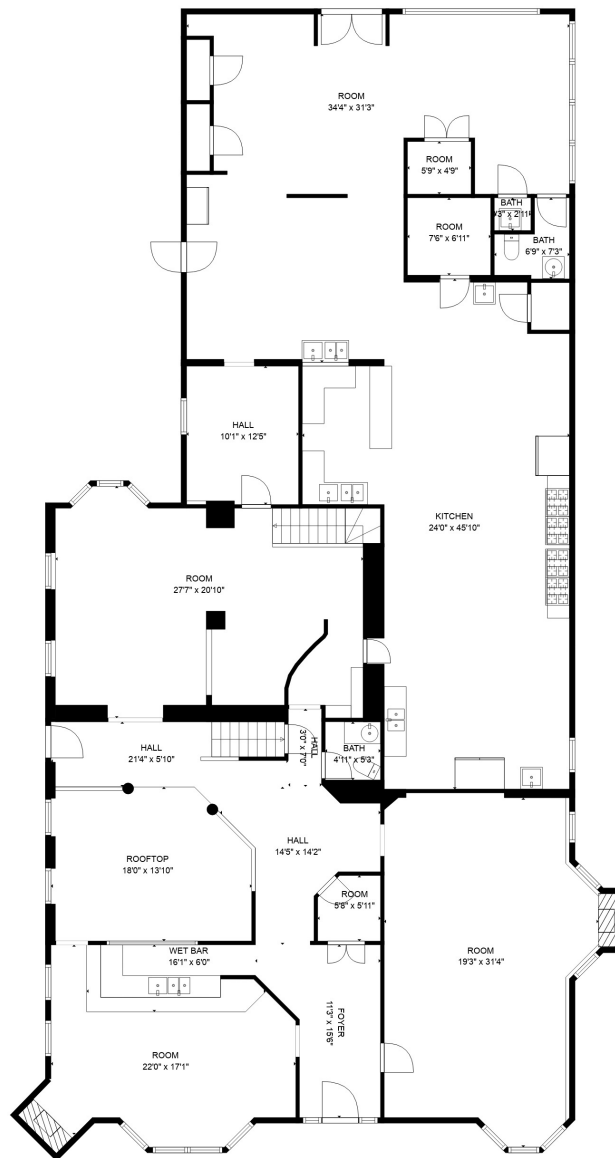 ROOM
34'4" x 31'3"
ROOM
5'9" x 4'9"
BATH
ROOM
7'6" x 6'11"
BATH
6'9" x 7'3"
HALL
10'1" x 12'5"
KITCHEN
24'0" x 45'10"
ROOM
27'7" x 20'10"
HALL
21'4" x 5'10"
HALL
3'0" x 7'0"
BATH
4'11" x 5'3"
HALL
14'5" x 14'2"
ROOFTOP
18'0" x 13'10"
ROOM
5'8" x 5'11"
ROOM
19'3" x 31'4"
WET BAR
16'1" x 6'0"
FOYER
11'3" x 15'6"
ROOM
22'0" x 17'1"